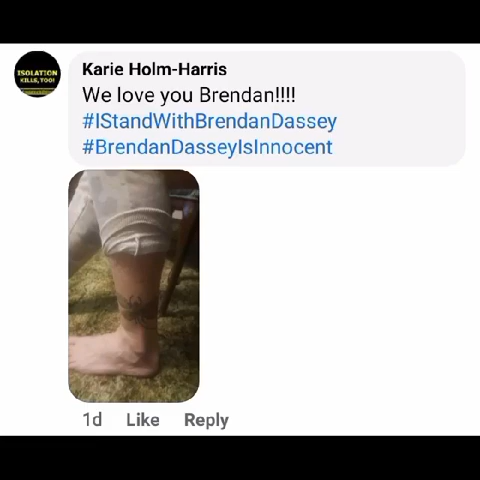 ISOLATION
KILLS, TOO!
Karie Holm-Harris
We love you Brendan!!!!
#IStandWithBrendanDassey
#BrendanDasseyIsInnocent
1d Like Reply